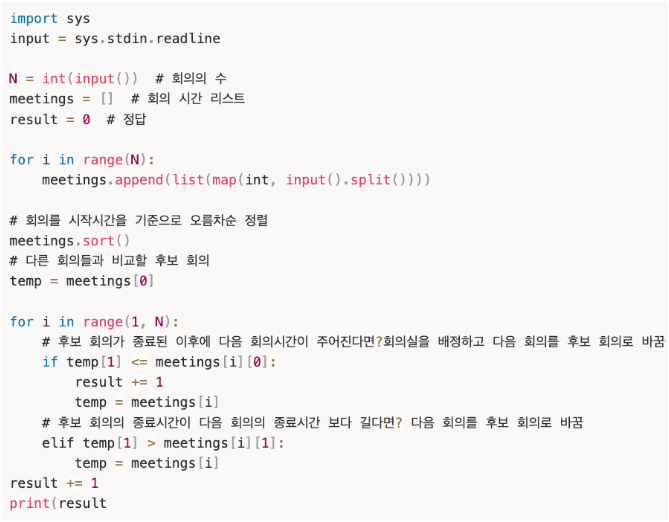 import sys
input = sys.stdin.readline
N = int(input())  # 회의의 수
meetings = []  # 회의 시간 리스트
result = 0  # 정답
for i in range(N):
    meetings.append(list(map(int, input().split())))
# 회의를 시작시간을 기준으로 오름차순 정렬
meetings.sort()
# 다른 회의들과 비교할 후보 회의
temp = meetings[0]
for i in range(1, N):
    # 후보 회의가 종료된 이후에 다음 회의시간이 주어진다면?회의실을 배정하고 다음 회의를 후보 회의로 바꿈
    if temp[1] <= meetings[i][0]:
        result += 1
        temp = meetings[i]
    # 후보 회의의 종료시간이 다음 회의의 종료시간 보다 길다면? 다음 회의를 후보 회의로 바꿈
    elif temp[1] > meetings[i][1]:
        temp = meetings[i]
result += 1
print(result